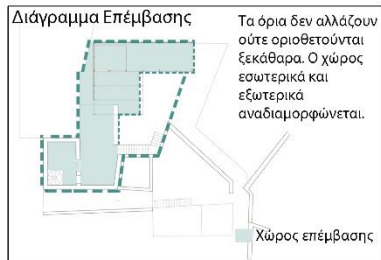 Διάγραμμα Επέμβασης
Τα όρια δεν αλλάζουν
ούτε οριοθετούνται
ξεκάθαρα. Ο χώρος
εσωτερικά και
εξωτερικά
αναδιαμορφώνεται.
Χώρος επέμβασης